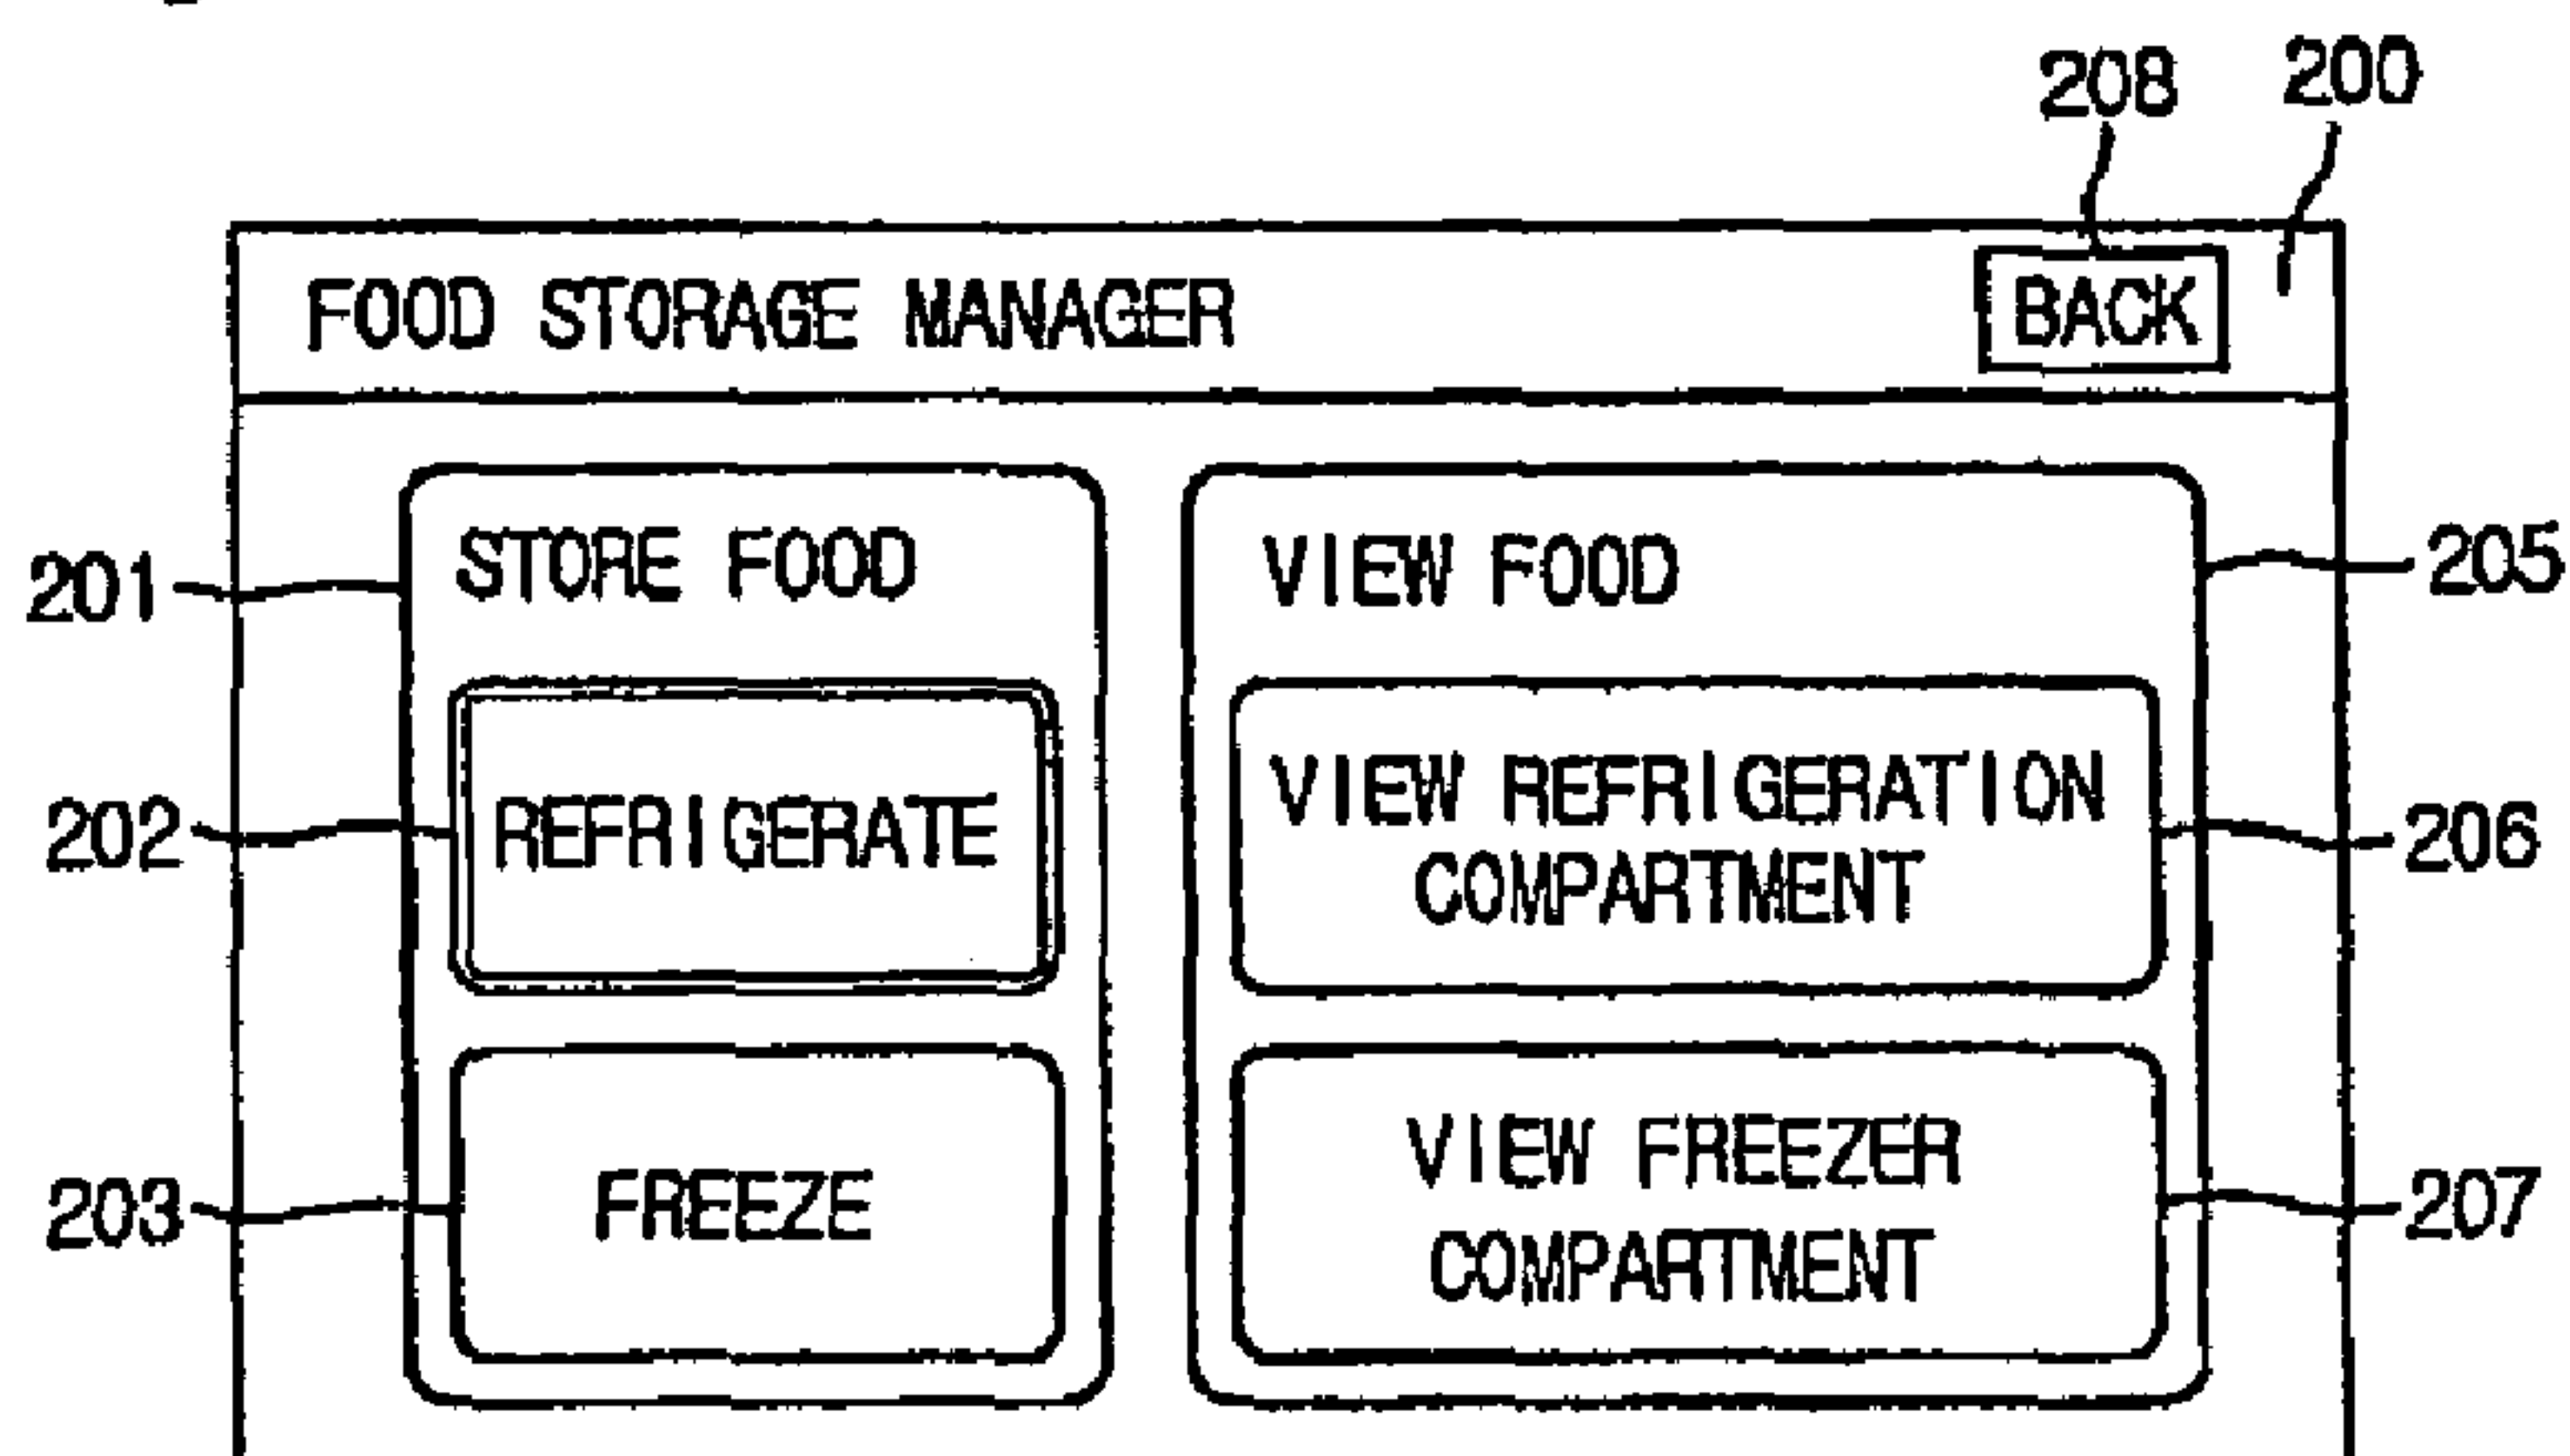 208 200
FOOD STORAGE MANAGER BACK
201 STORE FOOD VIEW FOOD 205
202 REFRIGERATE VIEW REFRIGERATION
COMPARTMENT 206
203 FREEZE VIEW FREEZER
COMPARTMENT 207